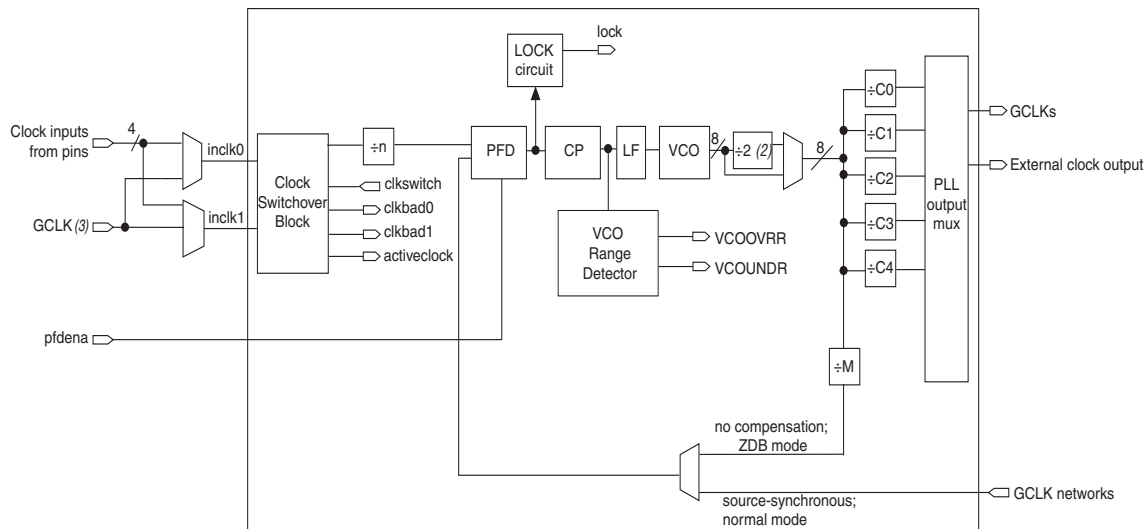 lock
LOCK
circuit
÷C0
GCLKs
4
Clock inputs
from pins
÷n
8
÷C1
inclk0
PFD
CP
LF
VCO
÷2 (2)
8
External clock output
Clock
Switchover
Block
clkswitch
÷C2
PLL
output
mux
clkbad0
GCLK (3)
inclk1
clkbad1
VCO
Range
Detector
VCOOVRR
÷C3
activeclock
VCOUNDR
÷C4
pfdena
÷M
no compensation;
ZDB mode
source-synchronous;
normal mode
GCLK networks